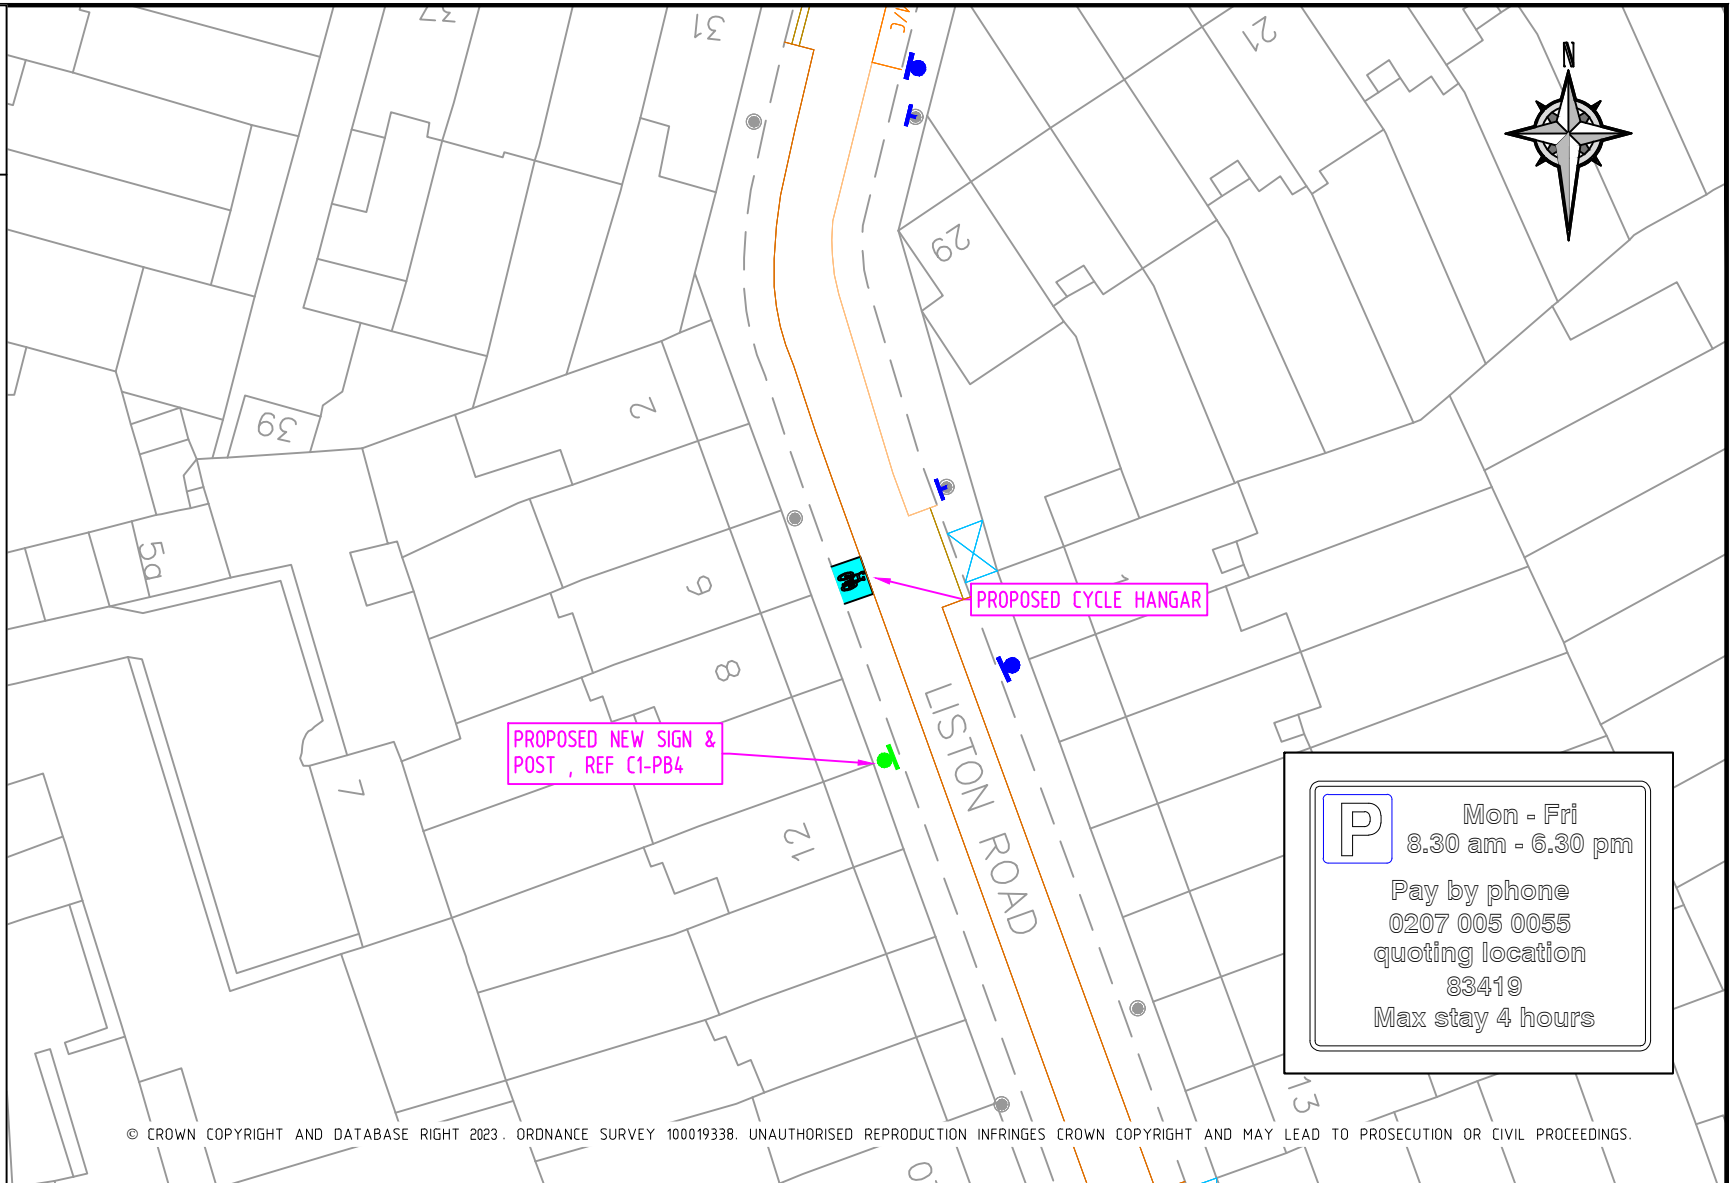 37
31
M/C
21
N
29
2
39
5a
6
1
PROPOSED CYCLE HANGAR
8
LISTON ROAD
PROPOSED NEW SIGN &
POST , REF C1-PB4
7
12
P
Mon - Fri
8.30 am - 6.30 pm
Pay by phone
0207 005 0055
quoting location
83419
Max stay 4 hours
13
© CROWN COPYRIGHT AND DATABASE RIGHT 2023. ORDNANCE SURVEY 100019338. UNAUTHORISED REPRODUCTION INFRINGES CROWN COPYRIGHT AND MAY LEAD TO PROSECUTION OR CIVIL PROCEEDINGS.